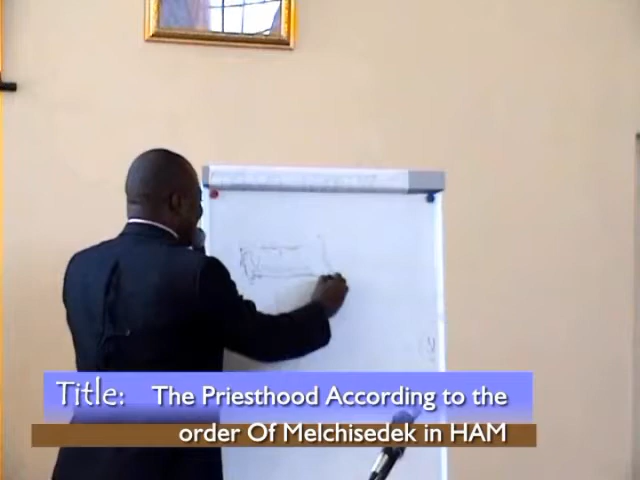 Title: The Priesthood According to the
order Of Melchisedek in HAM